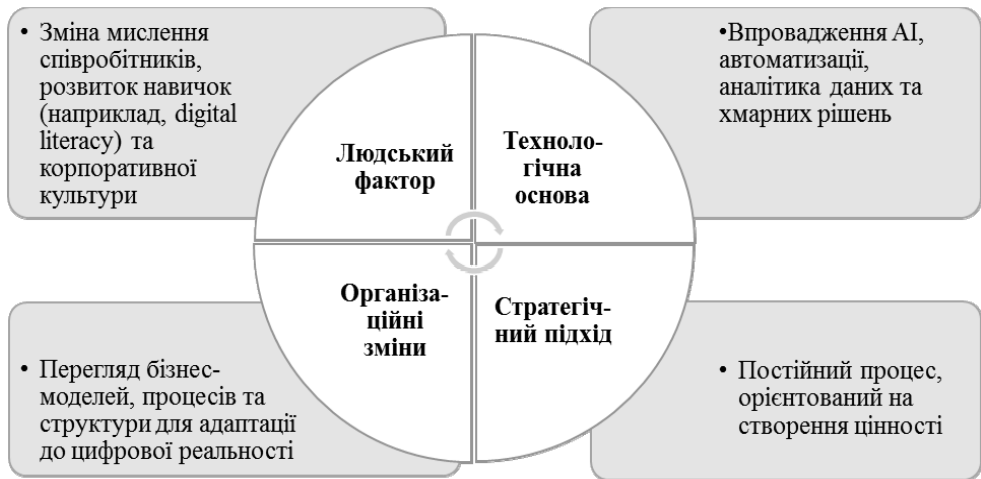 • Зміна мислення
співробітників,
розвиток навичок
(наприклад, digital
literacy) та
корпоративної
культури
Людський
фактор
Техноло-
гічна
основа
•Впровадження AI,
автоматизації,
аналітика даних та
хмарних рішень
• Перегляд бізнес-
моделей, процесів та
структури для адаптації
до цифрової реальності
Організа-
ційні
зміни
Стратегіч-
ний підхід
• Постійний процес,
орієнтований на
створення цінності